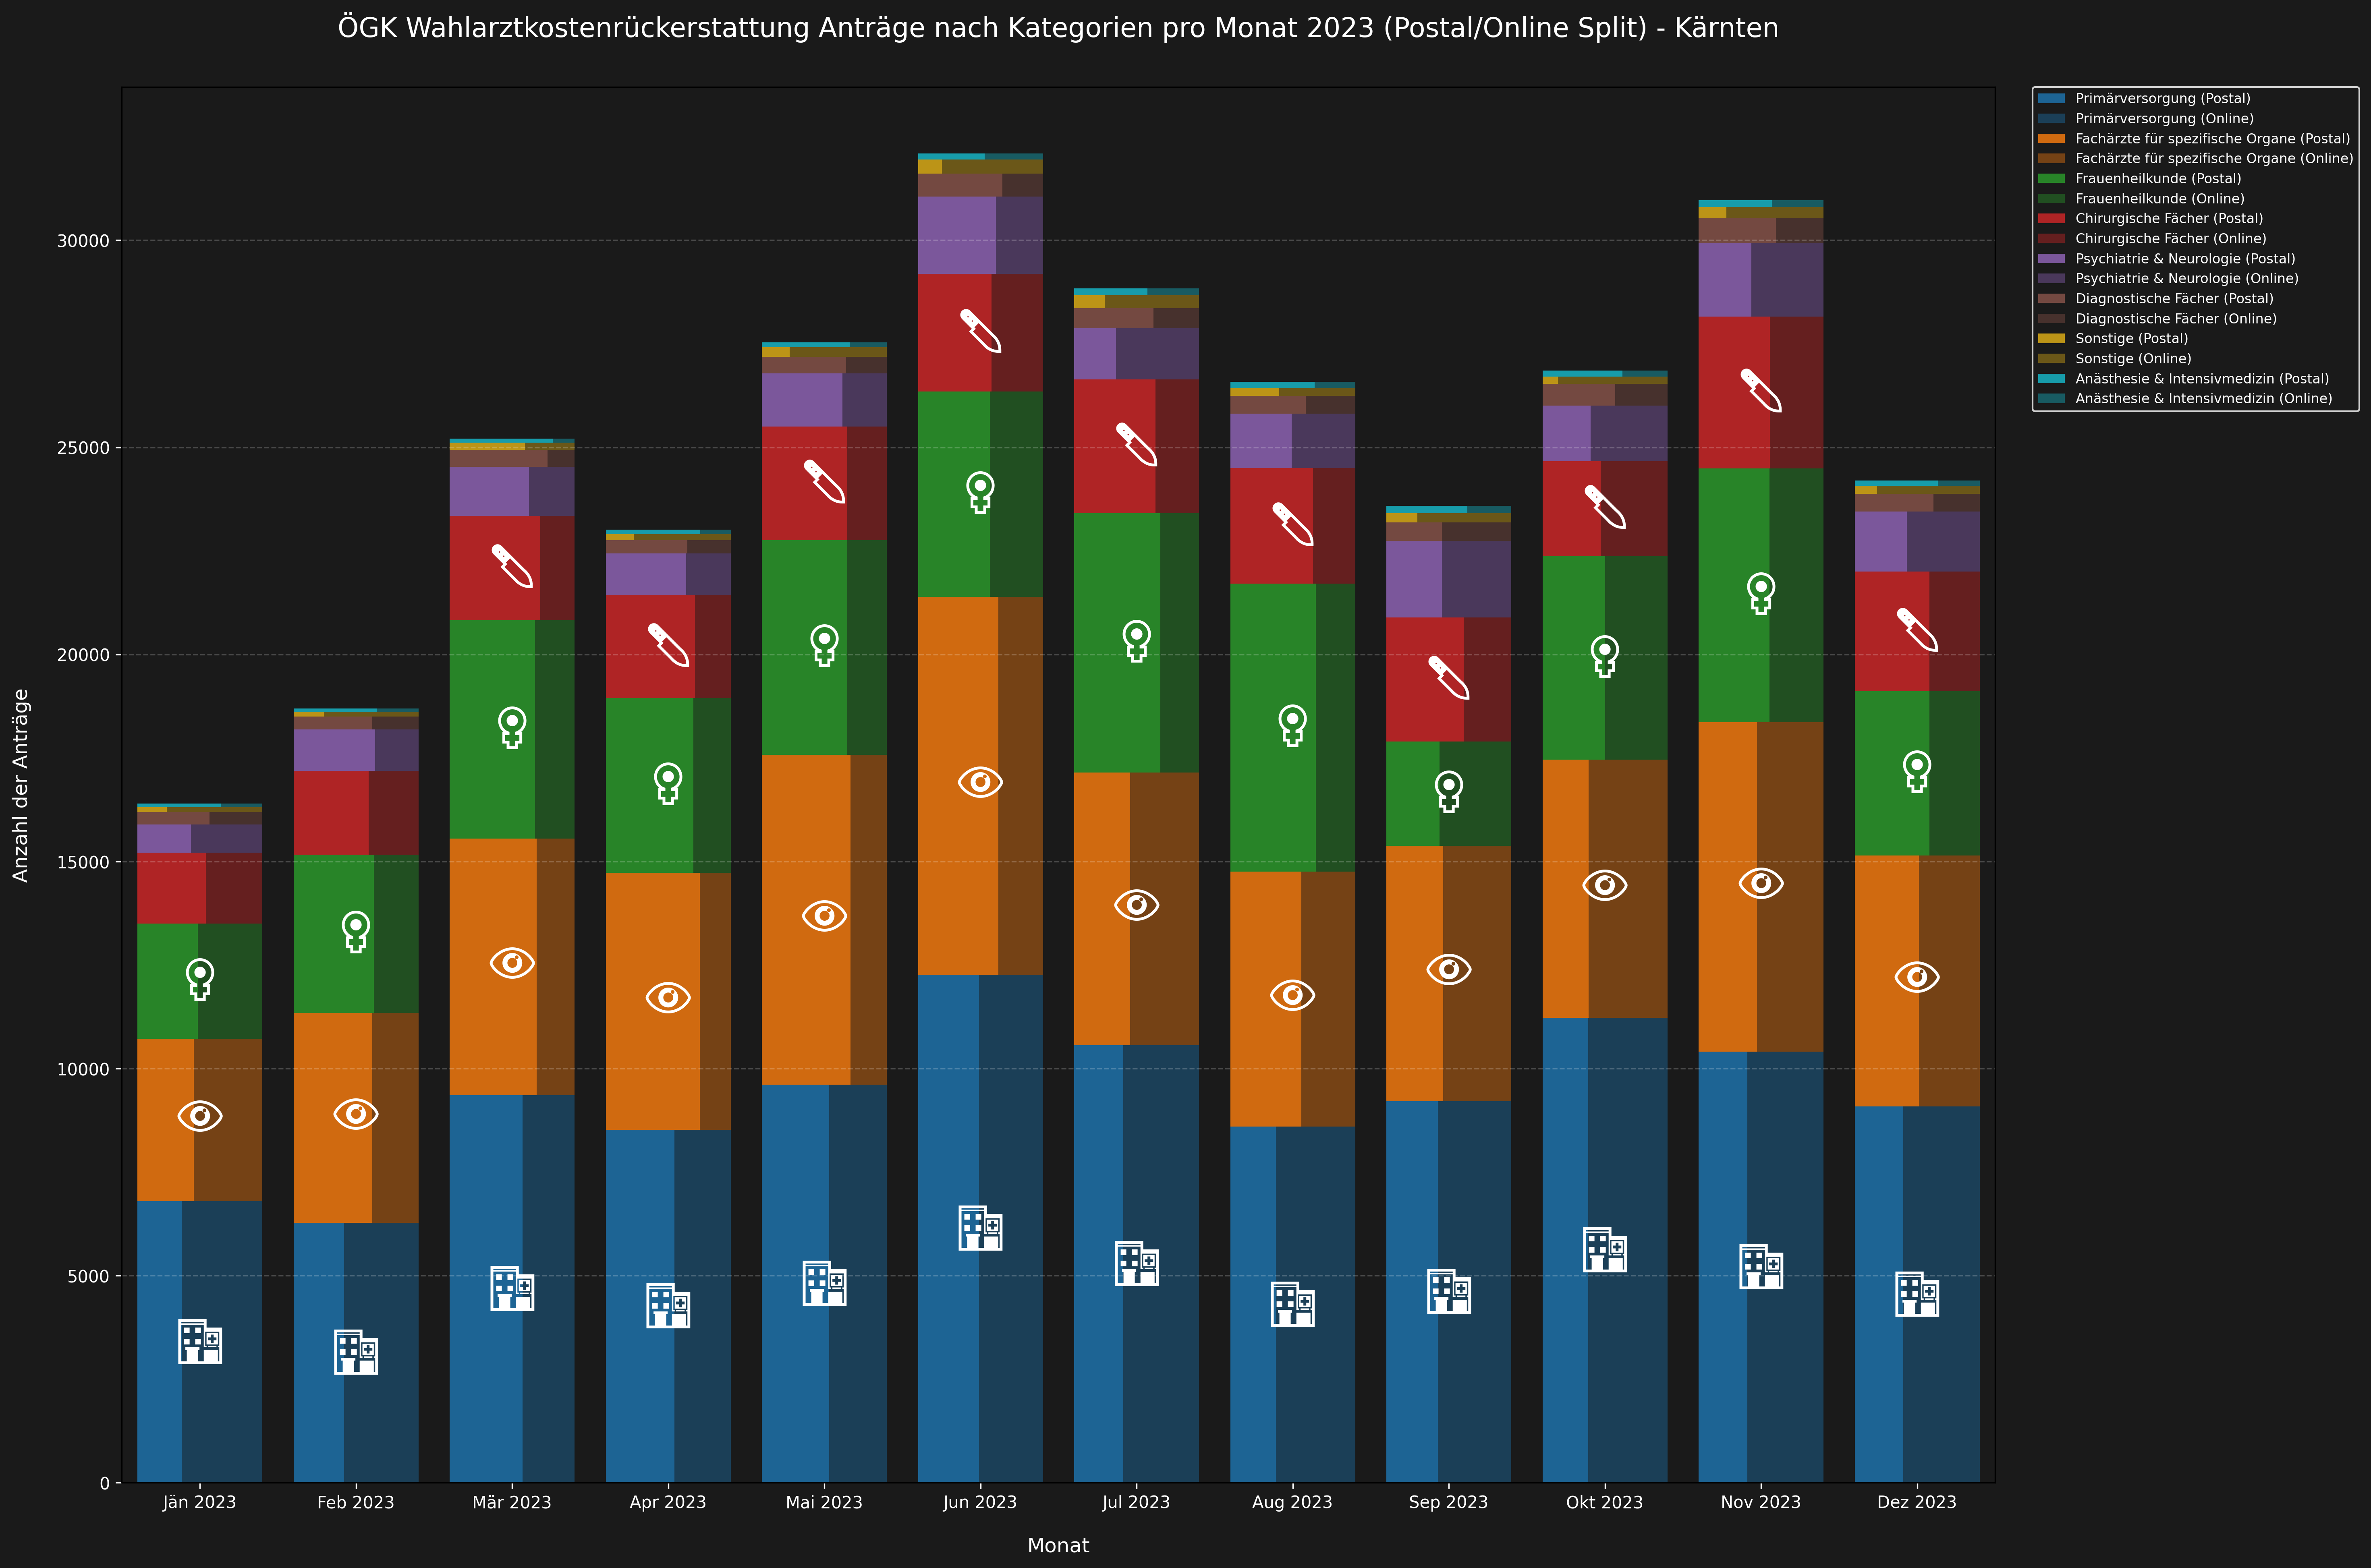 ÖGK Wahlarztkostenrückerstattung Anträge nach Kategorien pro Monat 2023 (Postal/Online Split) - Kärnten
Primärversorgung (Postal)
Primärversorgung (Online)
Fachärzte für spezifische Organe (Postal)
Fachärzte für spezifische Organe (Online)
Frauenheilkunde (Postal)
Frauenheilkunde (Online)
Chirurgische Fächer (Postal)
Chirurgische Fächer (Online)
Psychiatrie & Neurologie (Postal)
Psychiatrie & Neurologie (Online)
Diagnostische Fächer (Postal)
Diagnostische Fächer (Online)
Sonstige (Postal)
Sonstige (Online)
Anästhesie & Intensivmedizin (Postal)
Anästhesie & Intensivmedizin (Online)
Anzahl der Anträge
30000
25000
20000
15000
10000
5000
0
Jän 2023
Feb 2023
Mär 2023
Apr 2023
Mai 2023
Jun 2023
Jul 2023
Aug 2023
Sep 2023
Okt 2023
Nov 2023
Dez 2023
Monat